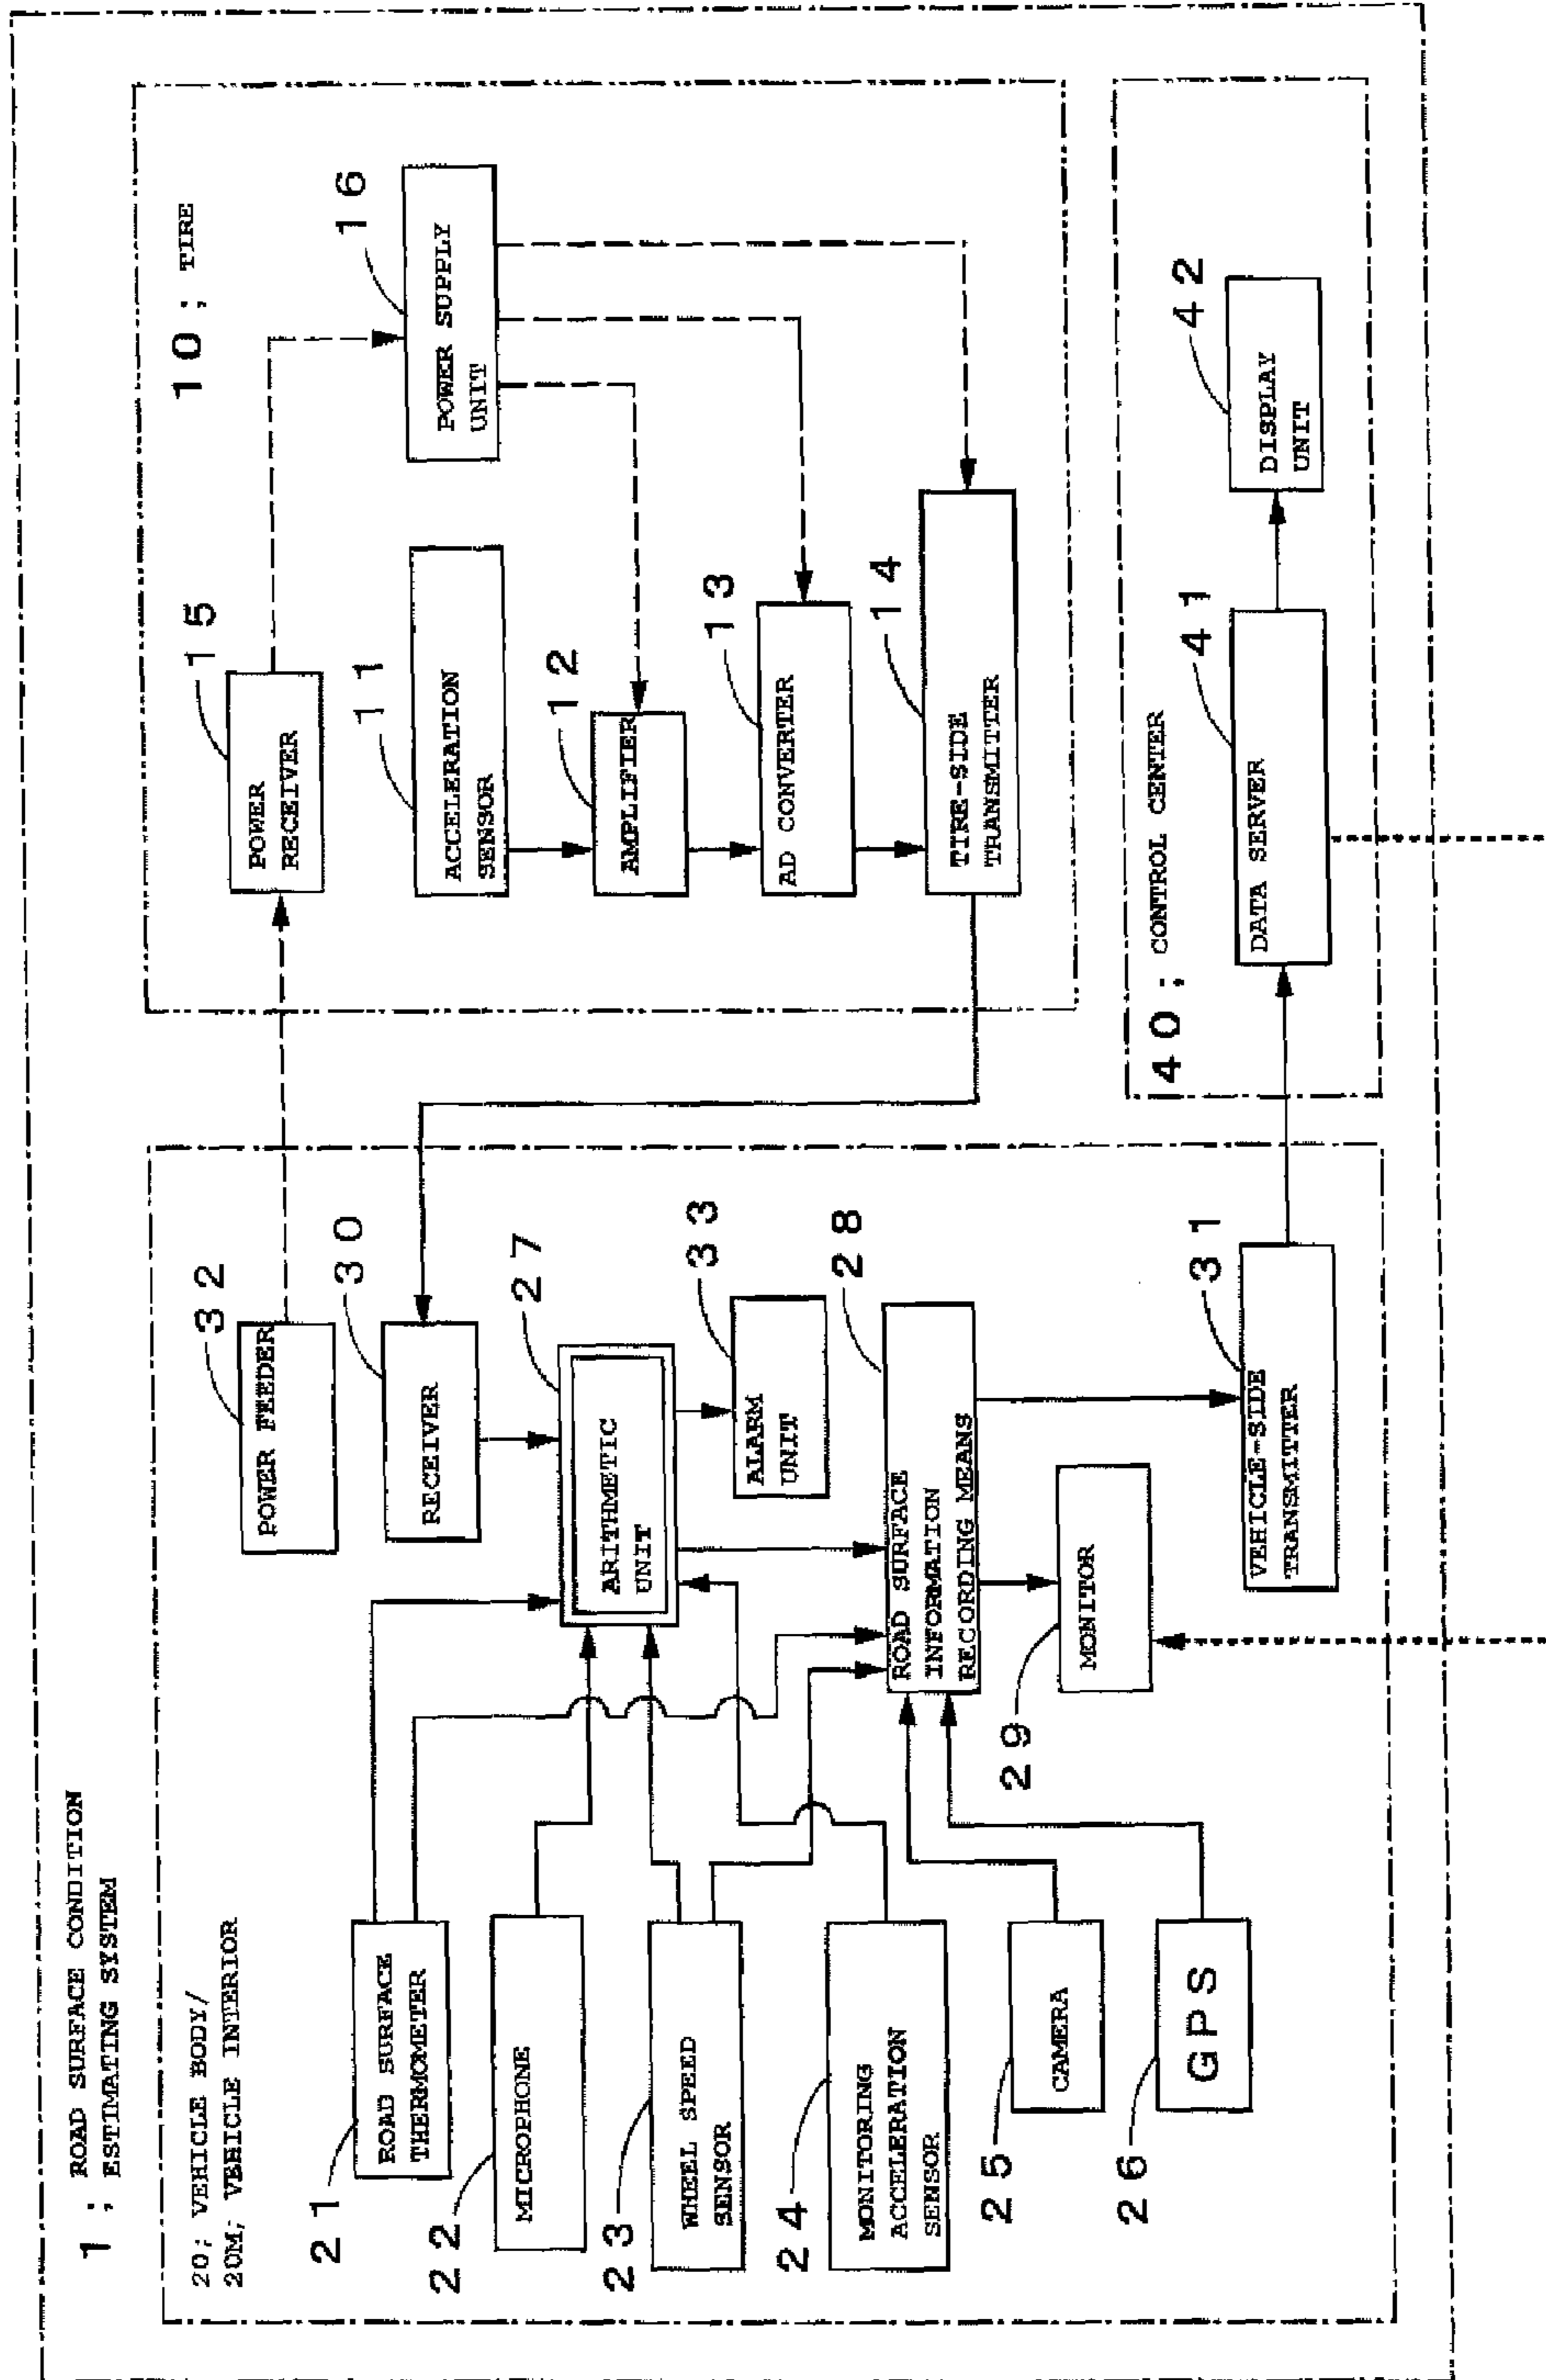 1 ; ROAD SURFACE CONDITION
ESTIMATING SYSTEM
20; VEHICLE BODY/
20M; VEHICLE INTERIOR
21
ROAD SURFACE
THERMOMETER
22
MICROPHONE
23
WHEEL SPEED
SENSOR
24
MONITORING
ACCELERATION
SENSOR
25
CAMERA
26
GPS
32
POWER FEEDER
30
RECEIVER
27
ARITHMETIC
UNIT
33
ALARM
UNIT
28
ROAD SURFACE
INFORMATION
RECORDING MEANS
29
MONITOR
31
VEHICLE-SIDE
TRANSMITTER
10 ; TIRE
15
POWER
RECEIVER
16
POWER SUPPLY
UNIT
11
ACCELERATION
SENSOR
12
AMPLIFIER
13
AD CONVERTER
14
TIRE-SIDE
TRANSMITTER
40 ; CONTROL CENTER
41
DATA SERVER
42
DISPLAY
UNIT